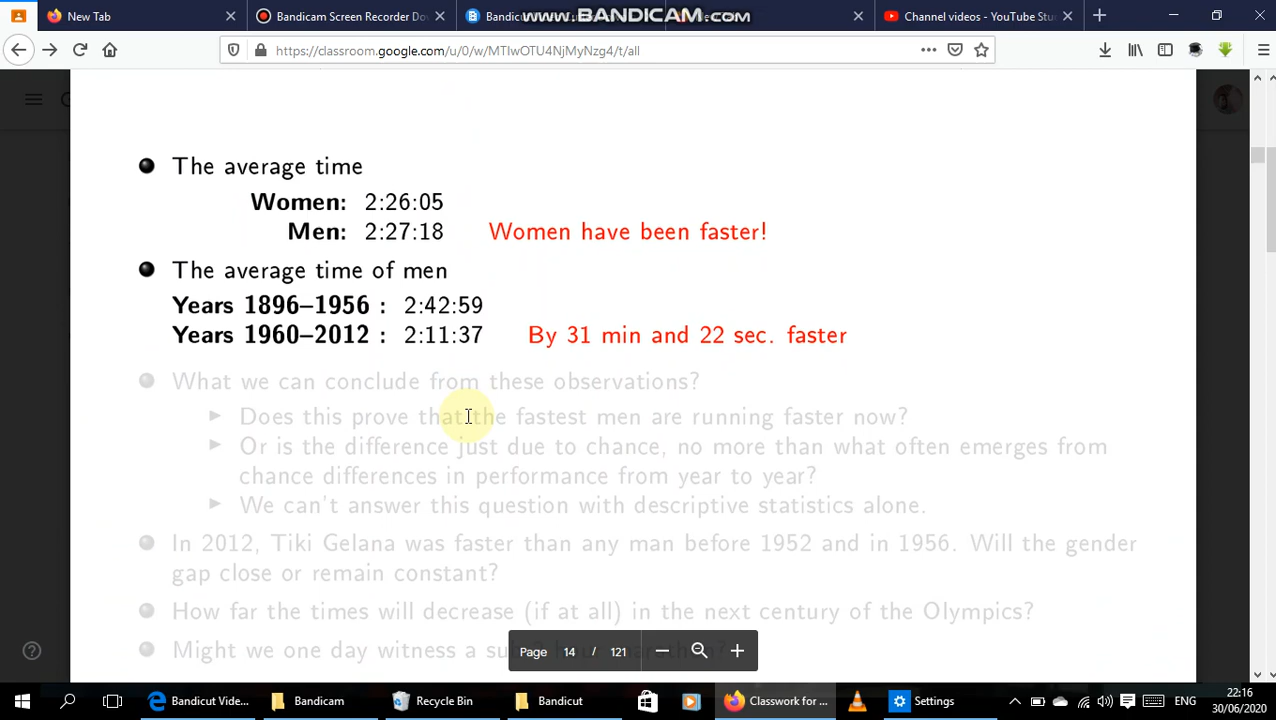 New Tab
Bandicam Screen Recorder Do
WWW.BANDICAM.COM
Channel videos - YouTube Stu
https://classroom.google.com/u/0/w/MTIwOTU4NjMyNzg4/t/all
The average time
Women: 2:26:05
Men: 2:27:18 Women have been faster!
The average time of men
Years 1896–1956 : 2:42:59
Years 1960–2012 : 2:11:37 By 31 min and 22 sec. faster
What we can conclude from these observations?
Does this prove that the fastest men are running faster now?
Or is the difference just due to chance, no more than what often emerges from
chance differences in performance from year to year?
We can't answer this question with descriptive statistics alone.
In 2012, Tiki Gelana was faster than any man before 1952 and in 1956. Will the gender
gap close or remain constant?
How far the times will decrease (if at all) in the next century of the Olympics?
Might we one day witness a
Page 14 / 121
Bandicut Vide...
Bandicam
Recycle Bin
Bandicut
Classwork for ...
Settings
ENG
22:16
30/06/2020